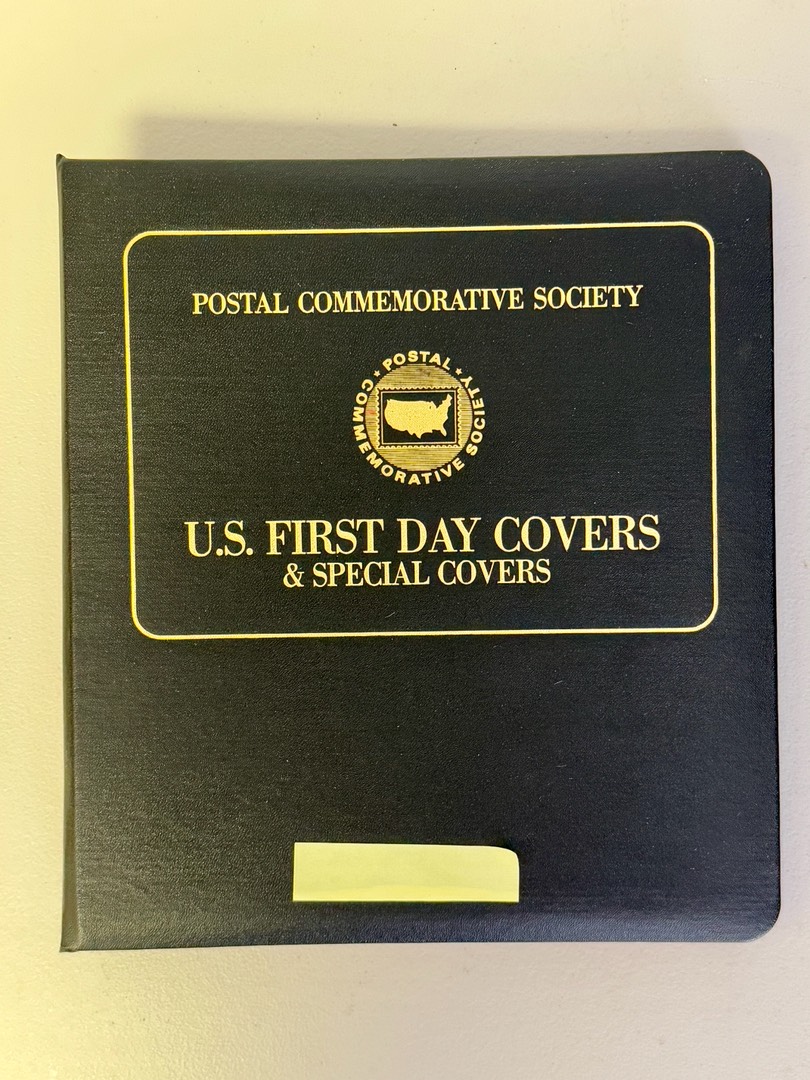 POSTAL COMMEMORATIVE SOCIETY
★ POSTAL ★
COMMEMORATIVE SOCIETY
U.S. FIRST DAY COVERS
& SPECIAL COVERS